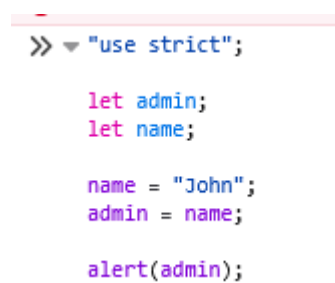 "use strict";
let admin;
let name;
name = "John";
admin = name;
alert(admin);